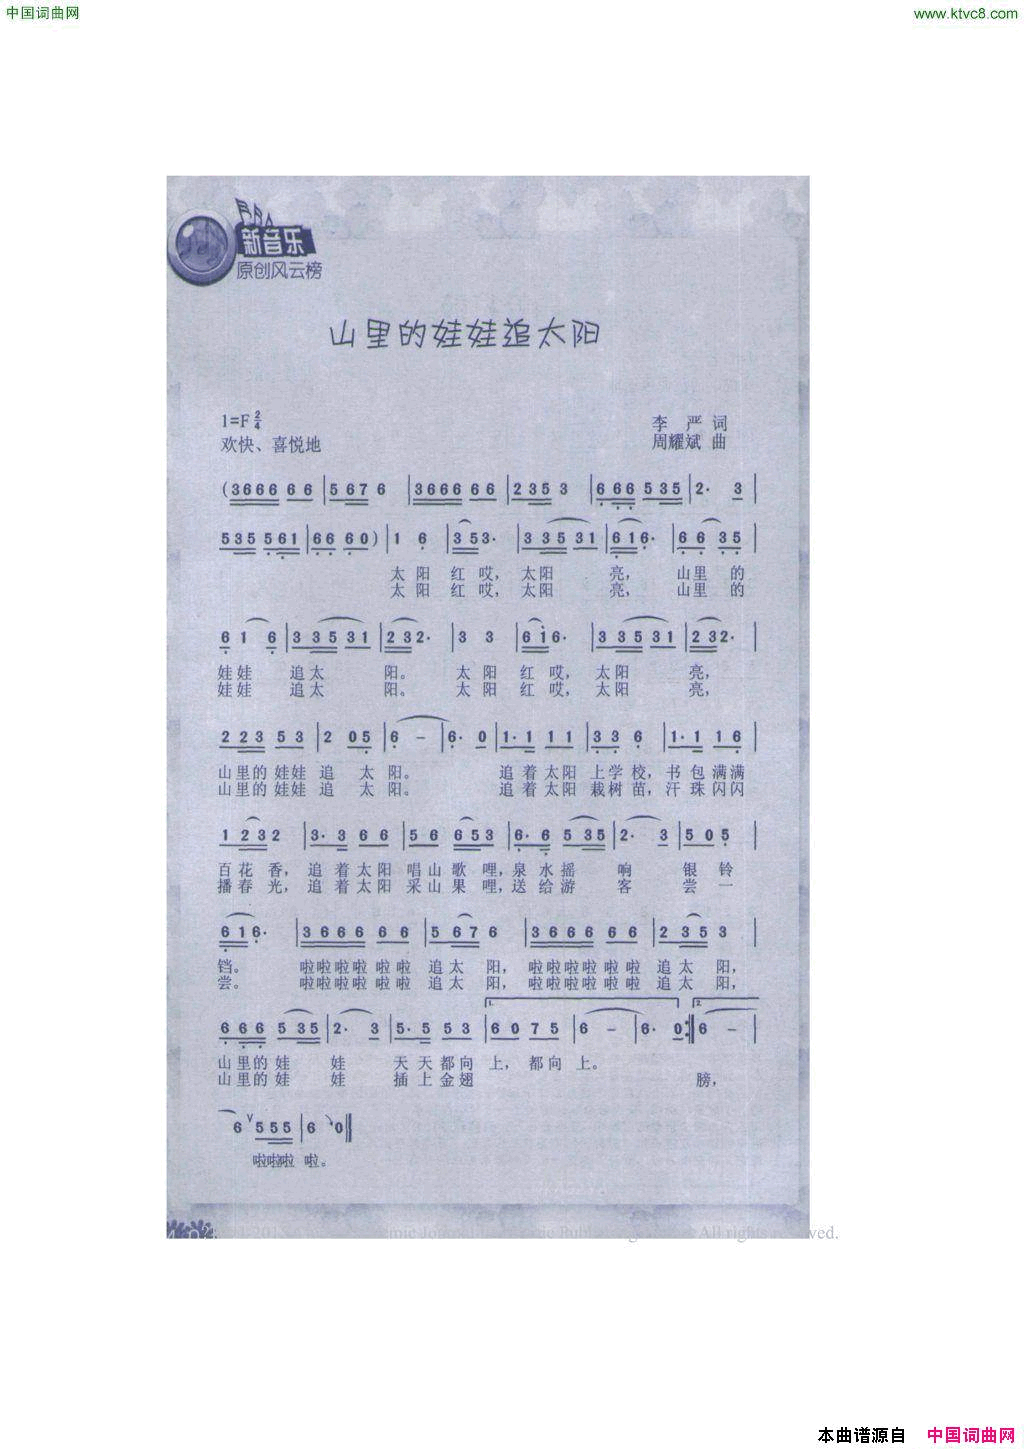 中国词曲网
www.ktvc8.com
新音乐
原创风云榜
山里的娃娃追太阳
1=F 2/4
李 严 词
欢快、喜悦地
周耀斌 曲
(3666 66 | 567 6 | 3666 66 | 2353 | 666 535 | 2· 3 |
535 561 | 66 60) | 1 6 | 353· | 33531 | 616· | 66 35 |
太阳 红哎, 太阳 亮, 山里的
太阳 红哎, 太阳 亮, 山里的
61 6 | 33531 | 232· | 3 3 | 616· | 33531 | 232· |
娃娃 追太 阳。 太阳 红哎, 太阳 亮,
娃娃 追太 阳。 太阳 红哎, 太阳 亮,
223 53 | 2 05 | 6 - | 6· 0 | 1·1 11 | 33 6 | 1·1 16 |
山里的娃娃 追 太 阳。 追着太阳 上学校, 书包满满
山里的娃娃 追 太 阳。 追着太阳 栽树苗, 汗珠闪闪
1232 | 3·3 66 | 56 653 | 6·6 535 | 2· 3 | 505 |
百花香, 追着太阳 唱山歌哩, 泉水摇 响 银铃
播春光, 追着太阳 采山果哩, 送给游 客 尝一
616· | 3666 66 | 567 6 | 3666 66 | 2353 |
铛。 啦啦啦啦 啦啦 追太 阳, 啦啦啦啦啦啦 追太 阳,
尝。 啦啦啦啦 啦啦 追太 阳, 啦啦啦啦啦啦 追太 阳,
1. 2.
666 535 | 2· 3 | 5·5 53 | 6075 | 6 - | 6· 0 :| 6 - |
山里的娃 娃 天天都向 上, 都向 上。
山里的娃 娃 插上金翅 膀,
6 V 555 | 6 0 ‖
啦啦啦 啦。
All rights reserved.
本曲谱源自 中国词曲网